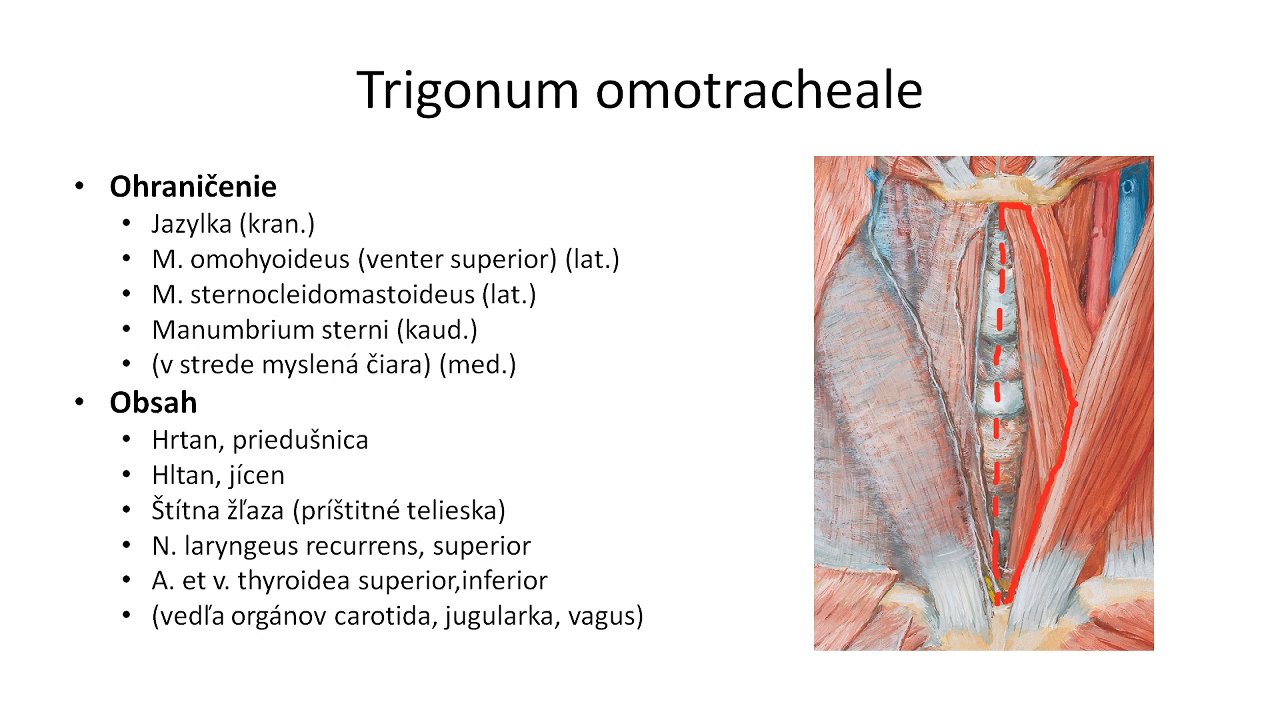 Trigonum omotracheale
• Ohraničenie
• Jazylka (kran.)
• M. omohyoideus (venter superior) (lat.)
• M. sternocleidomastoideus (lat.)
• Manumbrium sterni (kaud.)
• (v strede myslená čiara) (med.)
• Obsah
• Hrtan, priedušnica
• Hltan, jícen
• Štítna žľaza (príštitné telieska)
• N. laryngeus recurrens, superior
• A. et v. thyroidea superior,inferior
• (vedľa orgánov carotida, jugularka, vagus)